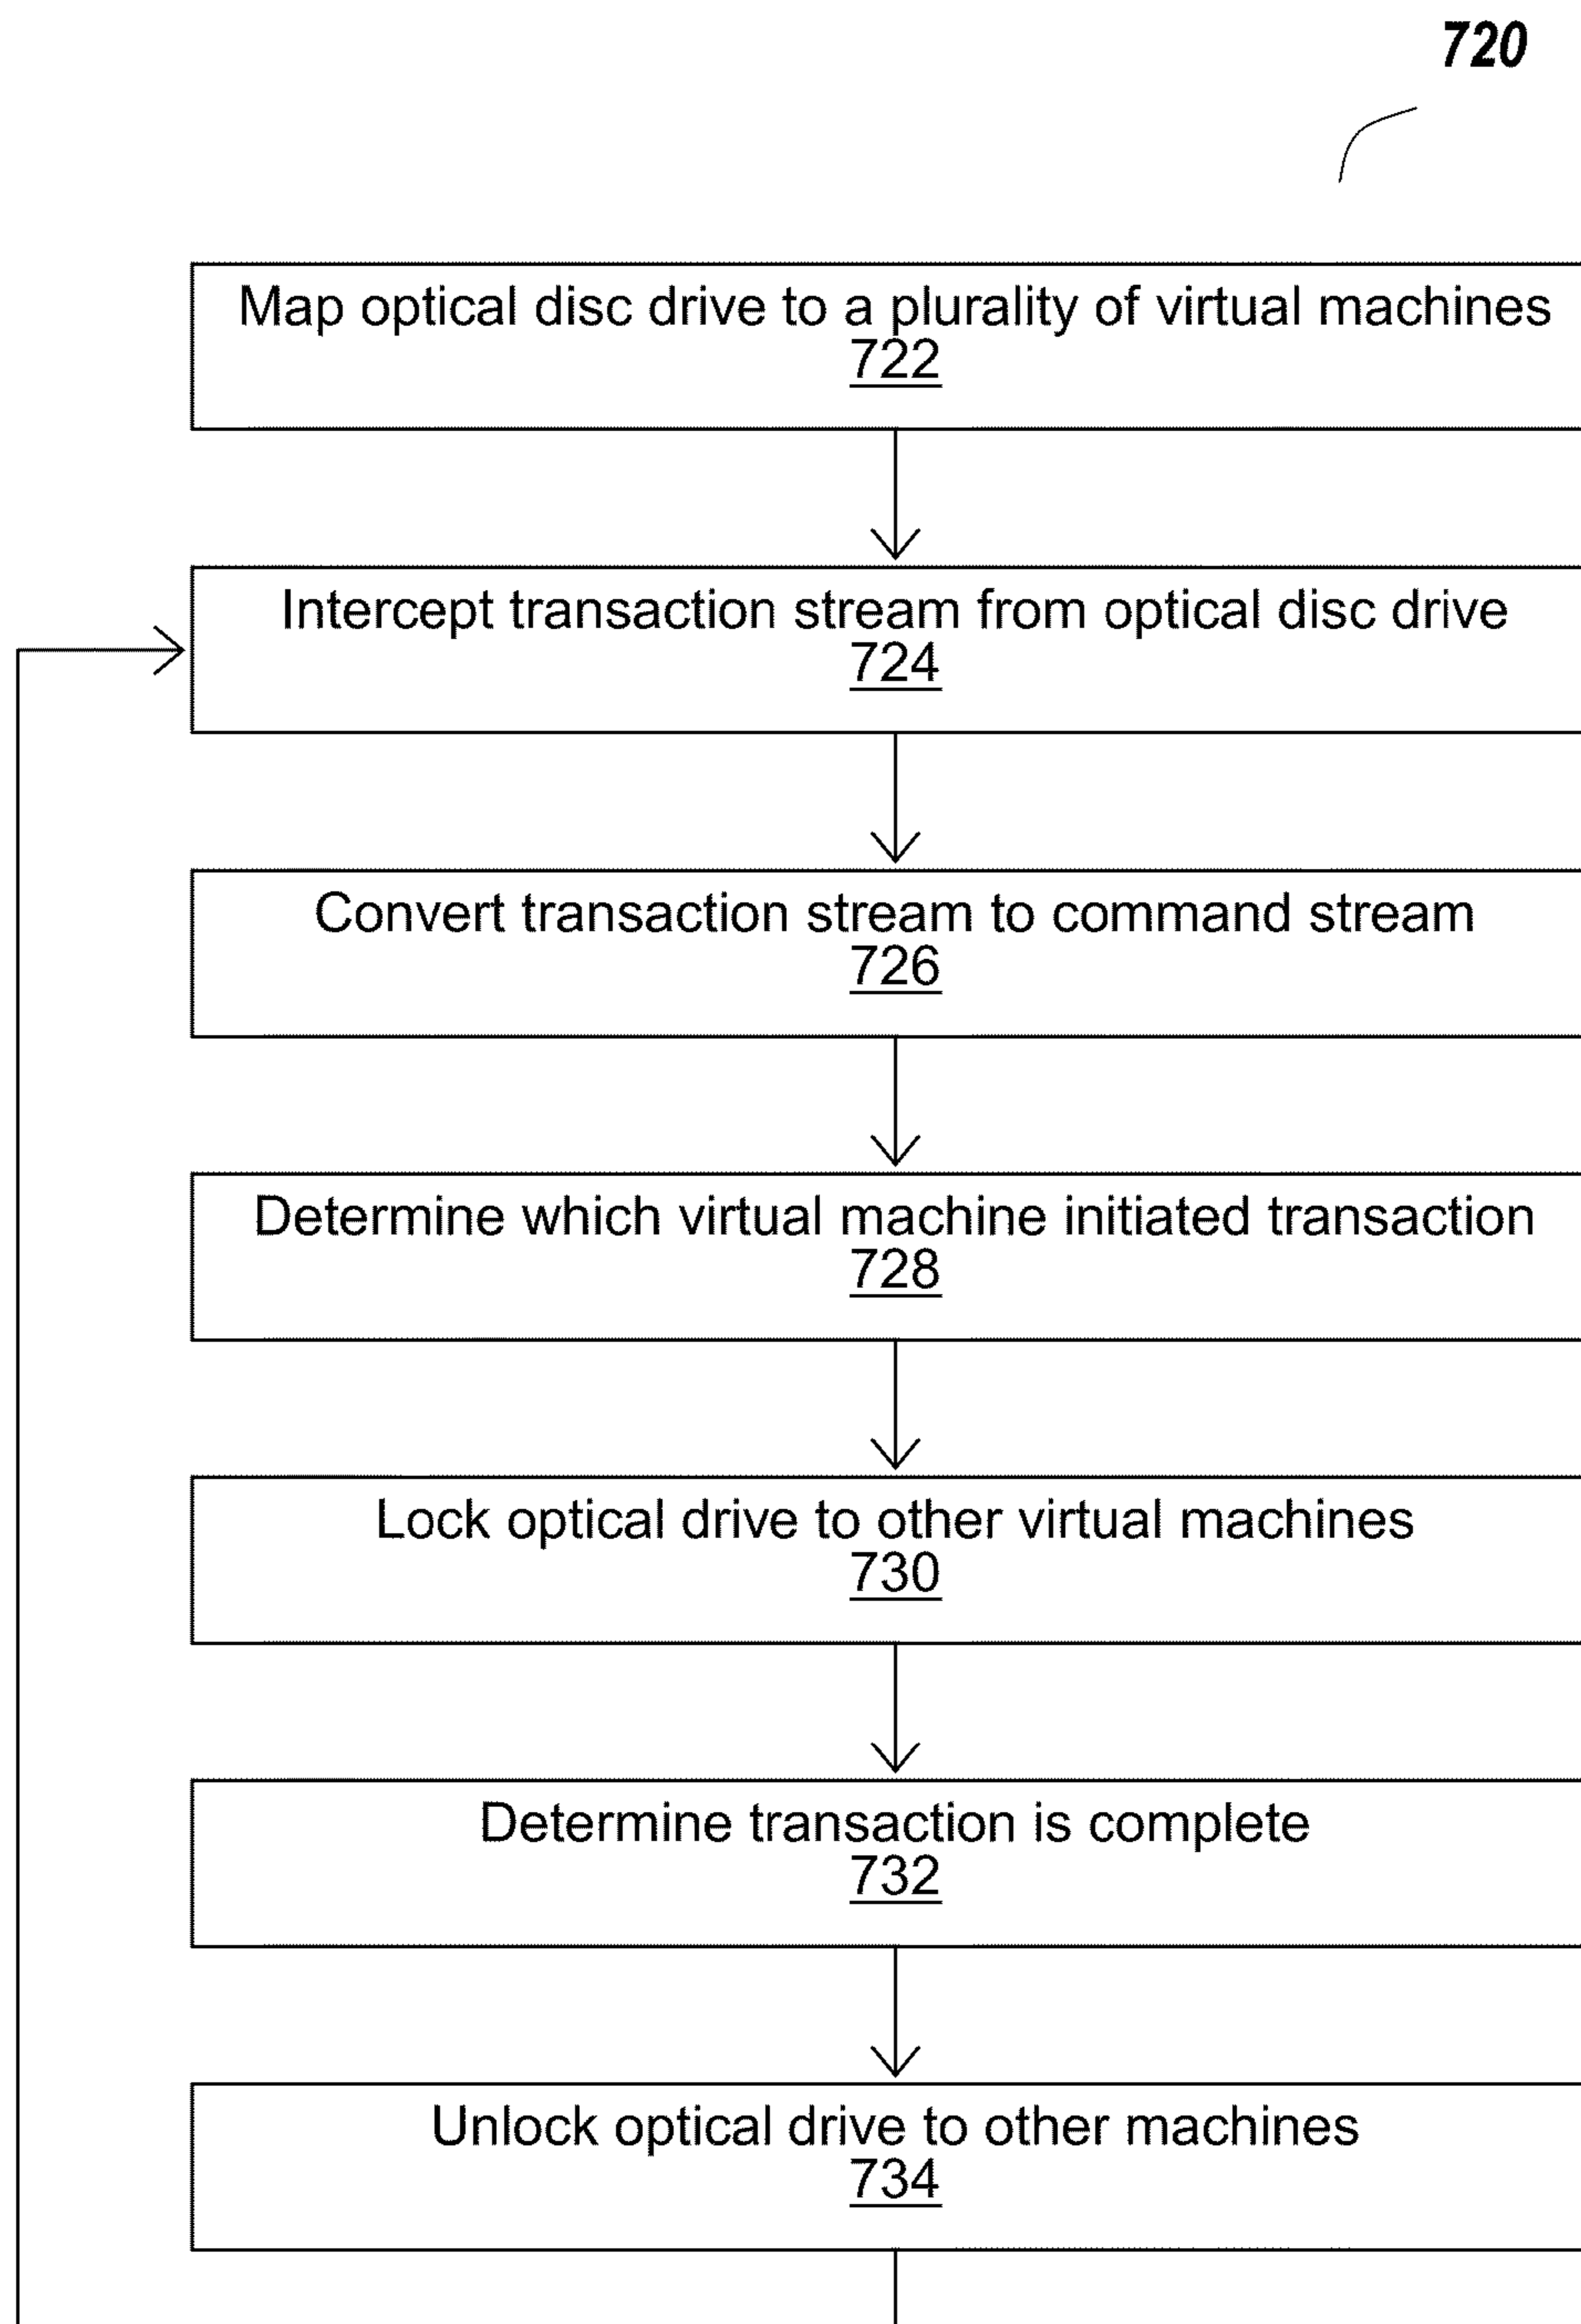 720
Map optical disc drive to a plurality of virtual machines
722
Intercept transaction stream from optical disc drive
724
Convert transaction stream to command stream
726
Determine which virtual machine initiated transaction
728
Lock optical drive to other virtual machines
730
Determine transaction is complete
732
Unlock optical drive to other machines
734